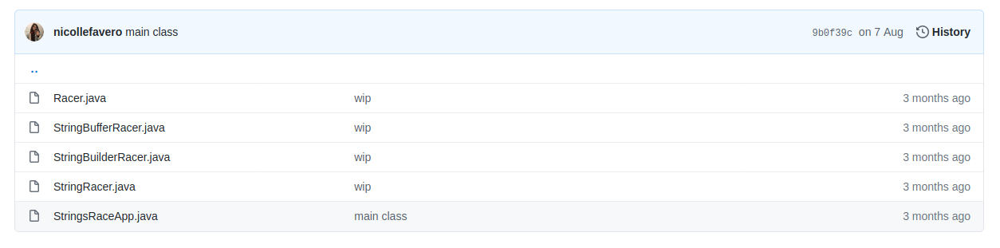 nicollefavero main class 9b0f39c on 7 Aug History
..
Racer.java wip 3 months ago
StringBufferRacer.java wip 3 months ago
StringBuilderRacer.java wip 3 months ago
StringRacer.java wip 3 months ago
StringsRaceApp.java main class 3 months ago